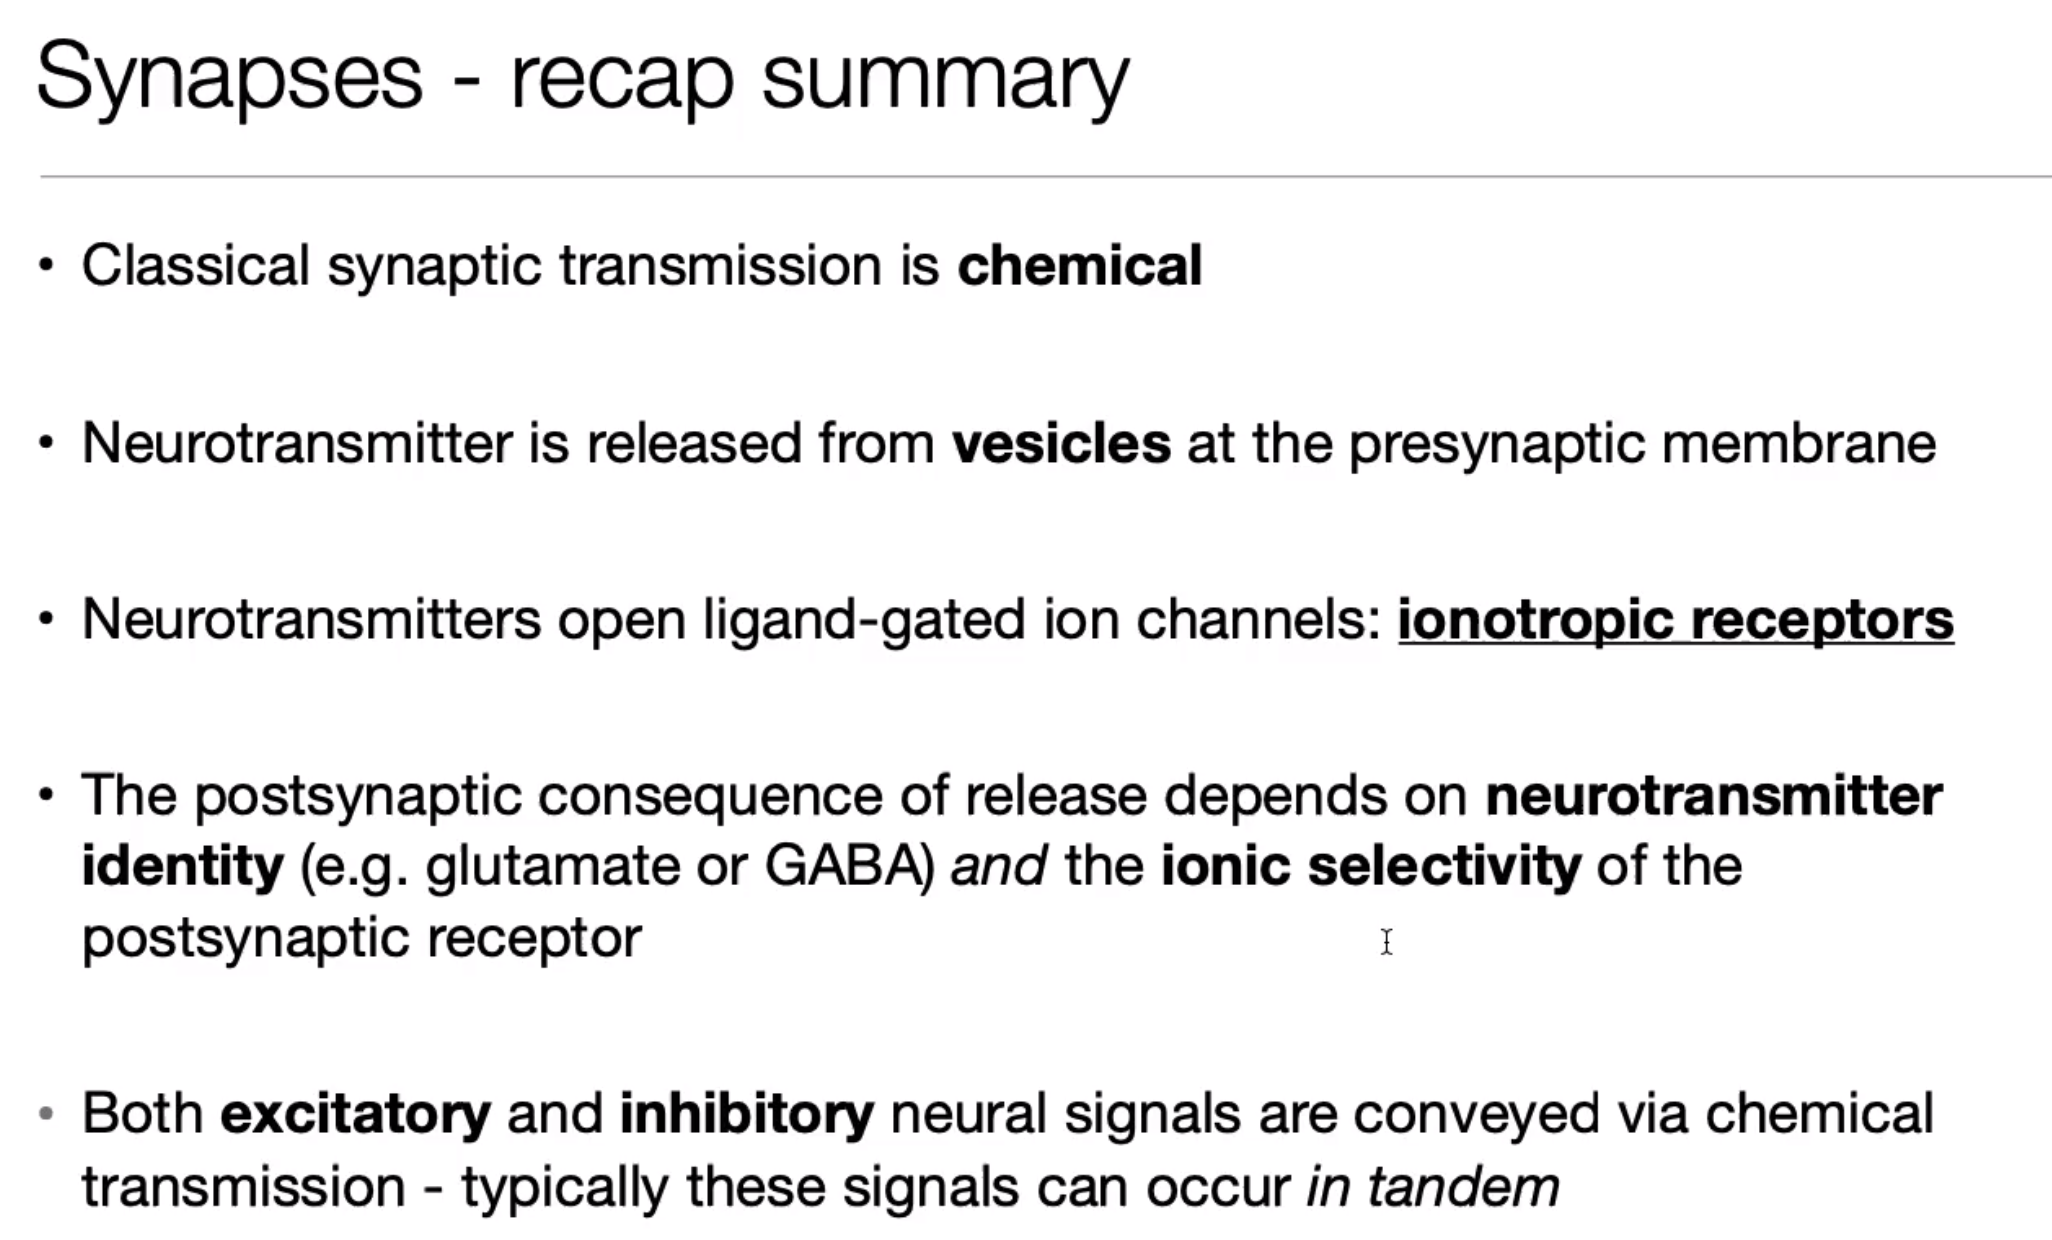 Synapses - recap summary
• Classical synaptic transmission is chemical
• Neurotransmitter is released from vesicles at the presynaptic membrane
• Neurotransmitters open ligand-gated ion channels: ionotropic receptors
• The postsynaptic consequence of release depends on neurotransmitter
identity (e.g. glutamate or GABA) and the ionic selectivity of the
postsynaptic receptor
• Both excitatory and inhibitory neural signals are conveyed via chemical
transmission - typically these signals can occur in tandem